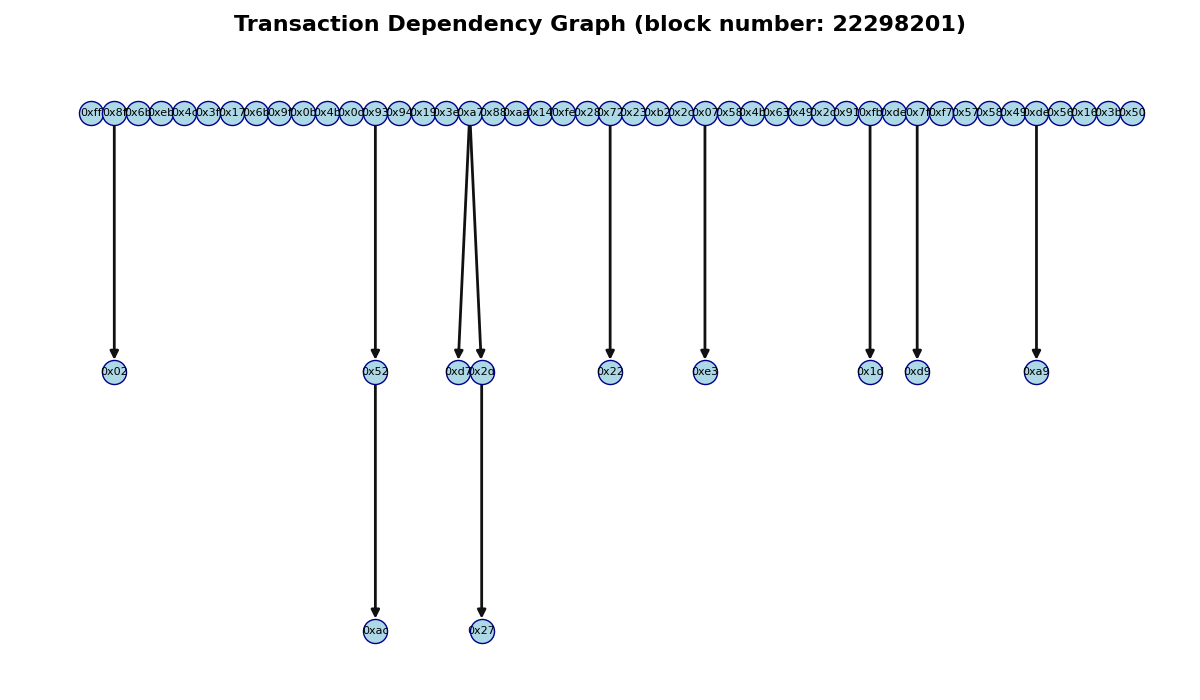 Transaction Dependency Graph (block number: 22298201)
0xff 0x8f 0x6b 0xeb 0x4c 0x3f 0x17 0x6b 0x9f 0x0b 0x4b 0x0c 0x93 0x94 0x19 0x3e 0xa7 0x88 0xaa 0x14 0xfe 0x28 0x72 0x23 0xb2 0x2c 0x07 0x58 0x4b 0x63 0x49 0x2c 0x91 0xfb 0xde 0x7f 0xf7 0x57 0x58 0x49 0xde 0x56 0x16 0x3b 0x50
0x02 0x52 0xd7 0x2d 0x22 0xe3 0x1d 0xd9 0xa9
0xac 0x27